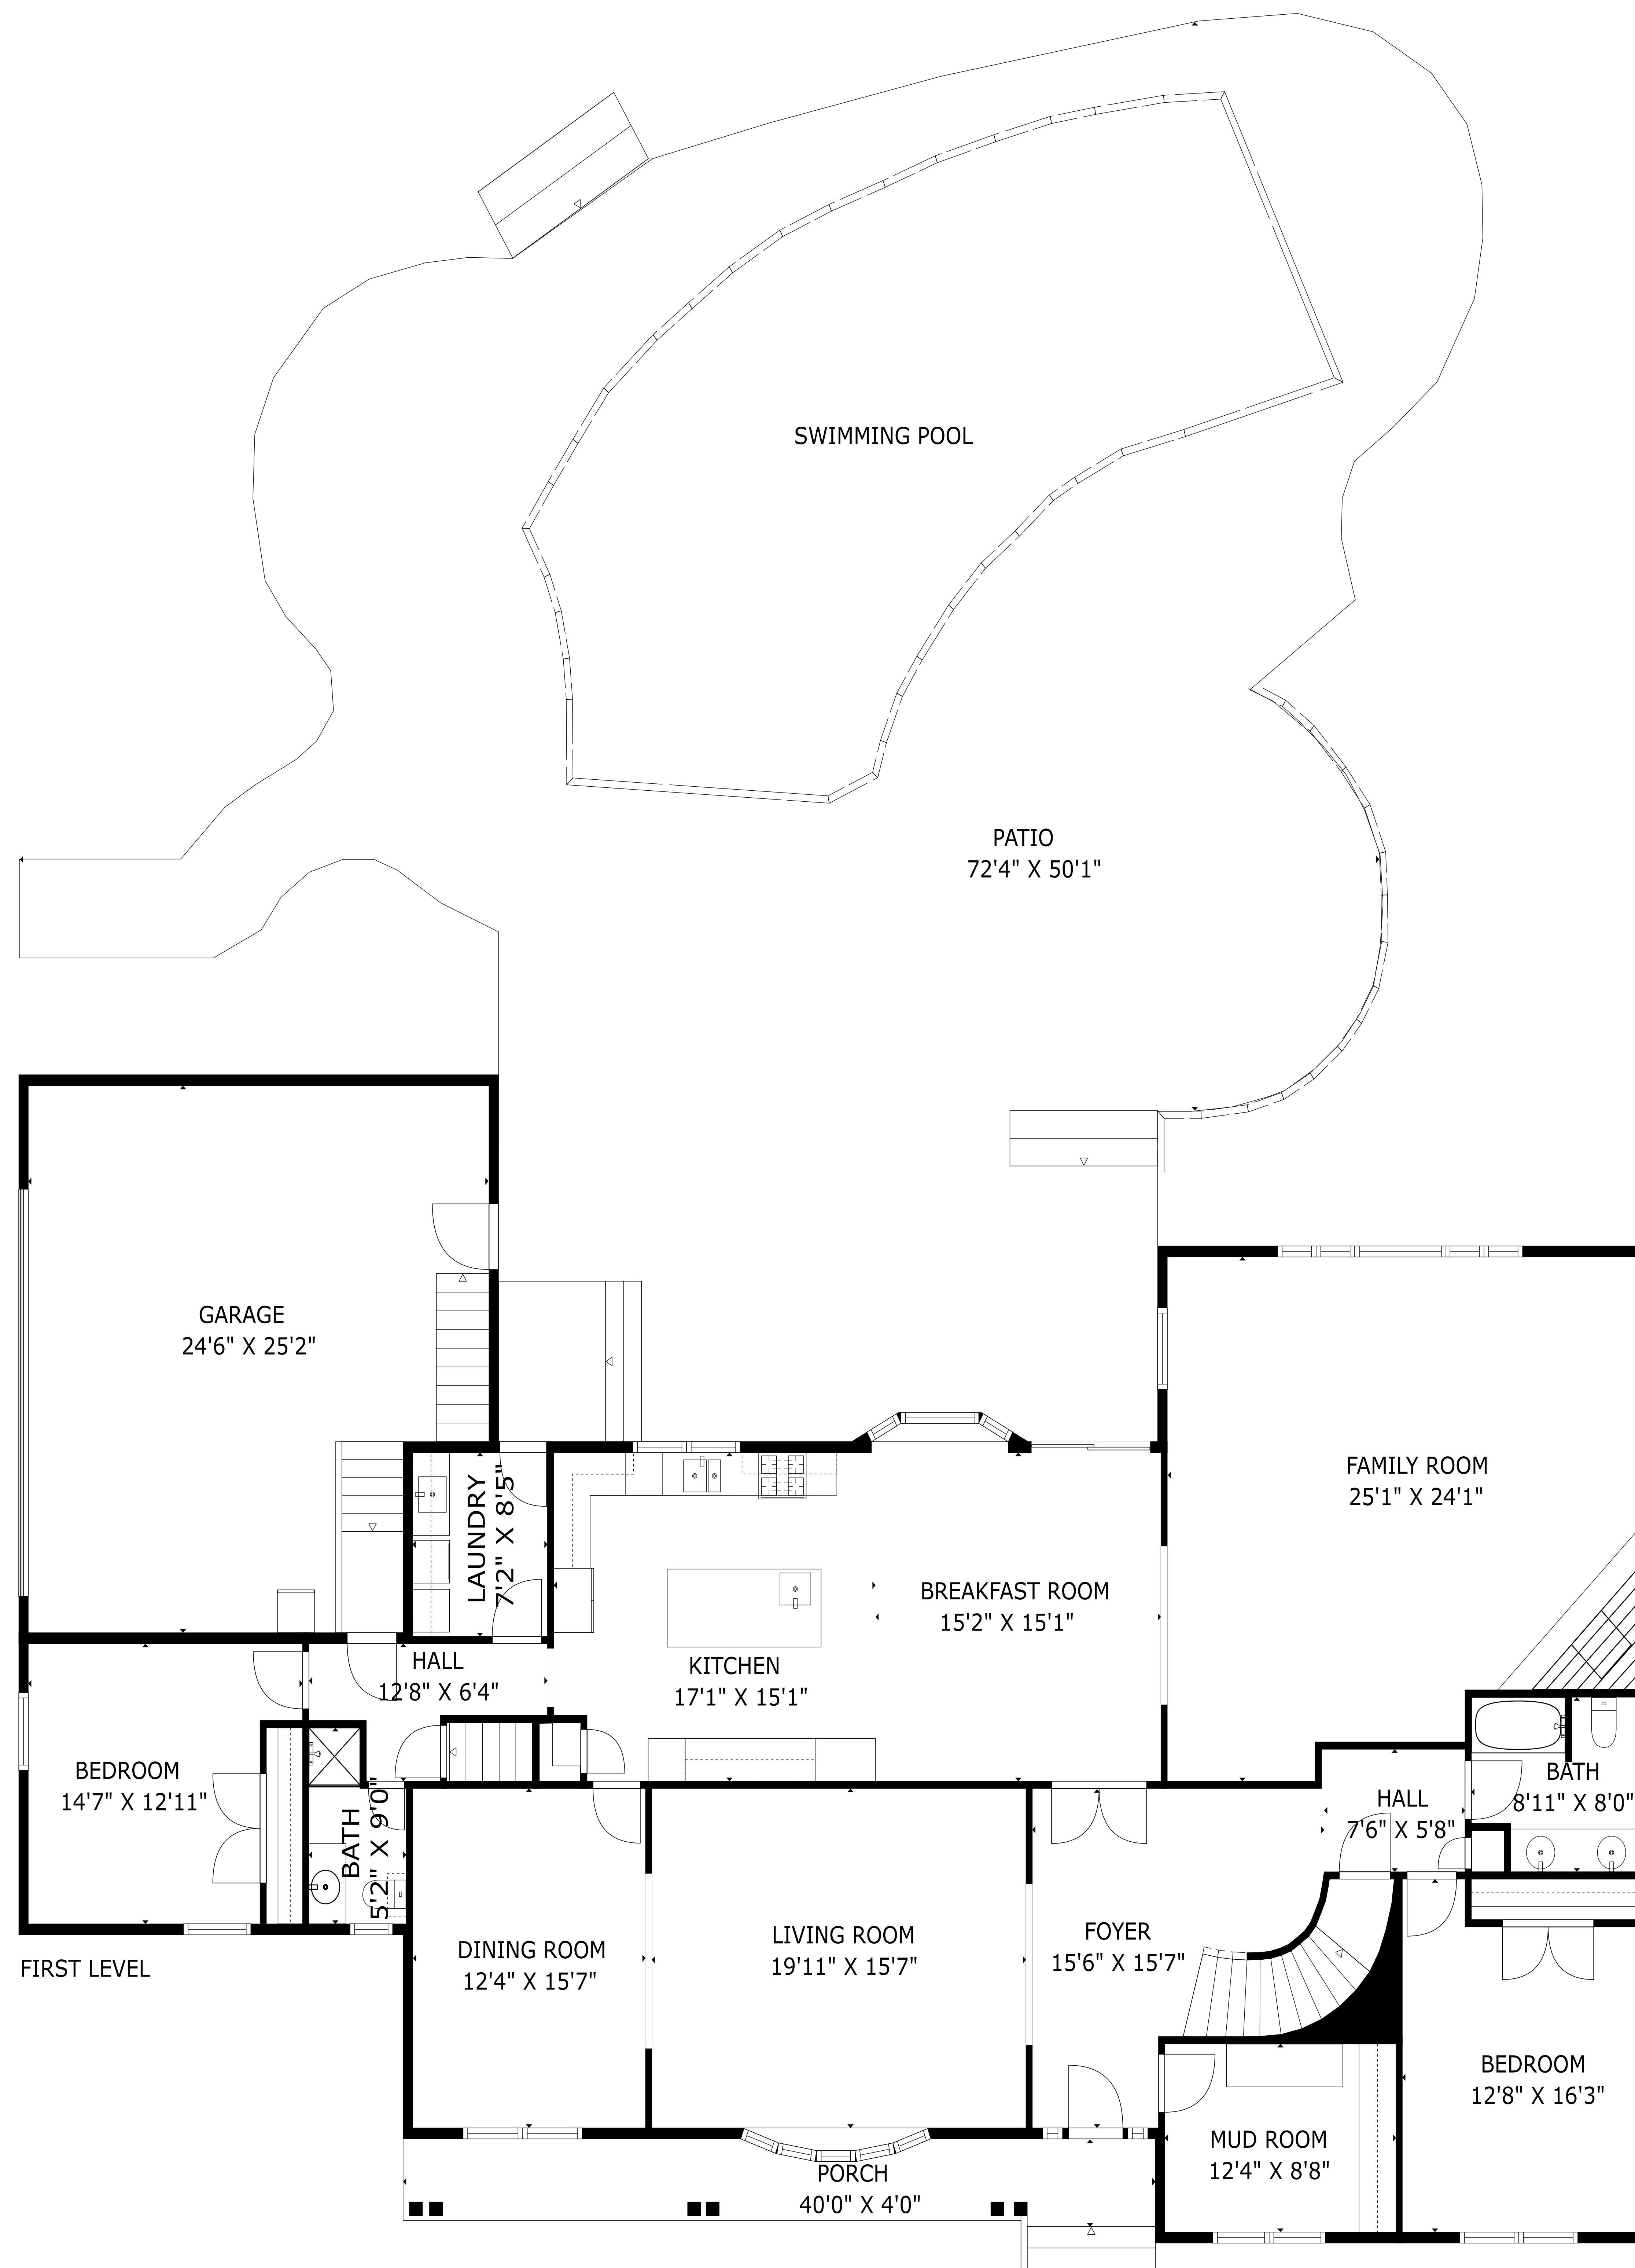 SWIMMING POOL
PATIO
72'4" X 50'1"
GARAGE
24'6" X 25'2"
LAUNDRY
7'2" X 8'5"
FAMILY ROOM
25'1" X 24'1"
BREAKFAST ROOM
15'2" X 15'1"
KITCHEN
17'1" X 15'1"
HALL
12'8" X 6'4"
BEDROOM
14'7" X 12'11"
BATH
5'2" X 9'0"
HALL
7'6" X 5'8"
BATH
8'11" X 8'0"
DINING ROOM
12'4" X 15'7"
LIVING ROOM
19'11" X 15'7"
FOYER
15'6" X 15'7"
FIRST LEVEL
BEDROOM
12'8" X 16'3"
MUD ROOM
12'4" X 8'8"
PORCH
40'0" X 4'0"